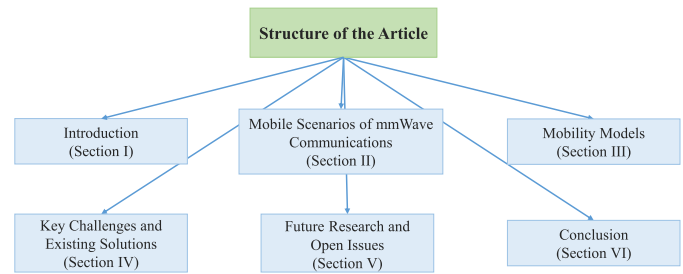 Structure of the Article
Introduction
(Section I)
Mobile Scenarios of mmWave
Communications
(Section II)
Mobility Models
(Section III)
Key Challenges and
Existing Solutions
(Section IV)
Future Research and
Open Issues
(Section V)
Conclusion
(Section VI)